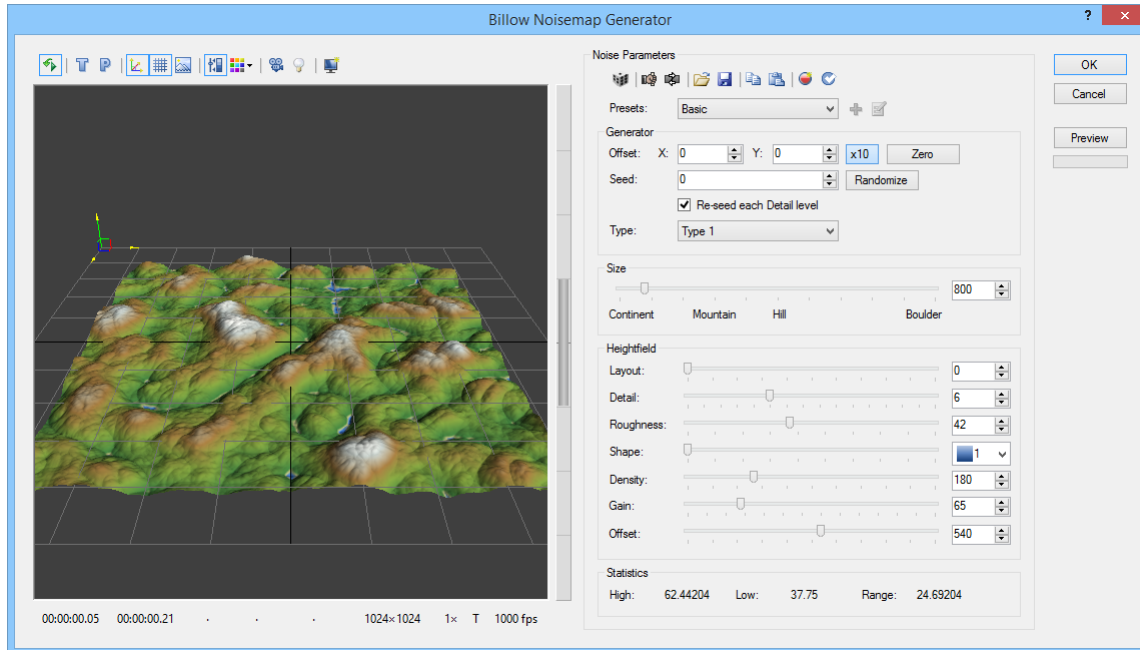 Billow Noisemap Generator
?
Noise Parameters
OK
T P
Cancel
Presets: Basic
Preview
Generator
Offset: X: 0 Y: 0 x10 Zero
Seed: 0 Randomize
Re-seed each Detail level
Type: Type 1
Size
800
Continent Mountain Hill Boulder
Heightfield
Layout: 0
Detail: 6
Roughness: 42
Shape: 1
Density: 180
Gain: 65
Offset: 540
Statistics
High: 62.44204 Low: 37.75 Range: 24.69204
00:00:00.05 00:00:00.21 . . . 1024×1024 1× T 1000 fps